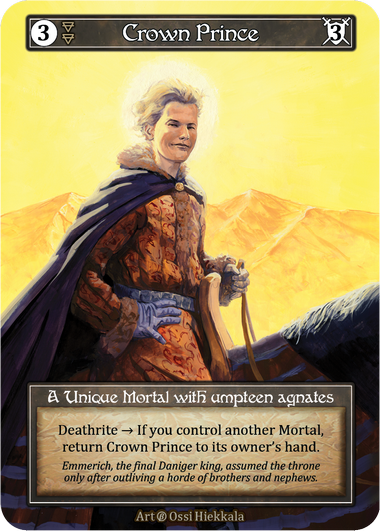 3 Crown Prince 3
A Unique Mortal with umpteen agnates
Deathrite → If you control another Mortal,
return Crown Prince to its owner's hand.
Emmerich, the final Daniger king, assumed the throne
only after outliving a horde of brothers and nephews.
Art @ Ossi Hiekkala